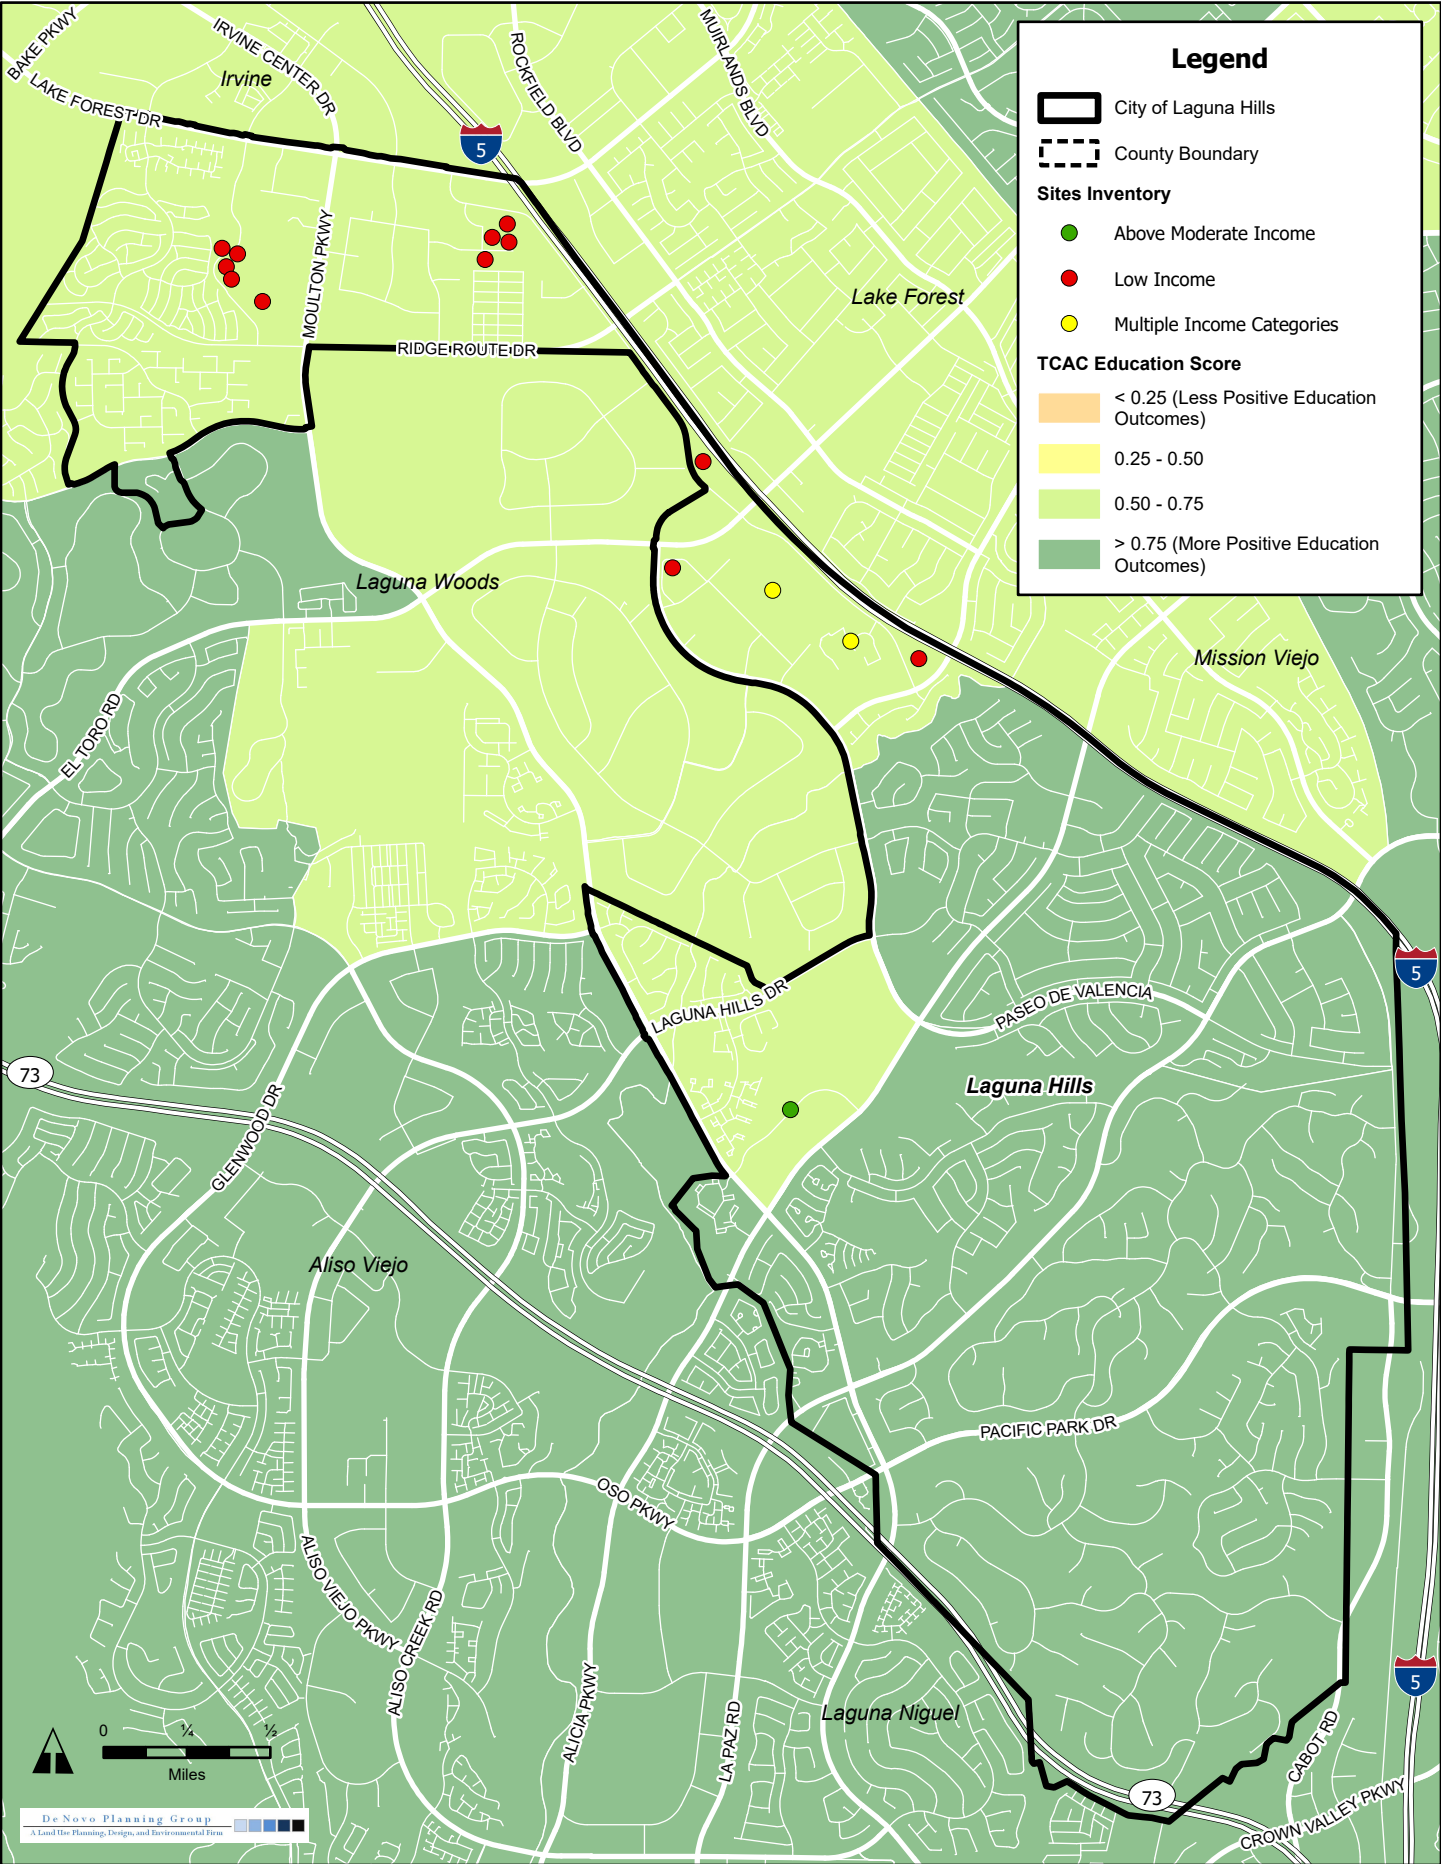 BAKE PKWY
IRVINE CENTER DR
Irvine
LAKE FOREST DR
5
ROCKFIELD BLVD
MUIRLANDS BLVD
MOULTON PKWY
RIDGE ROUTE DR
Lake Forest
Legend
City of Laguna Hills
County Boundary
Sites Inventory
Above Moderate Income
Low Income
Multiple Income Categories
TCAC Education Score
< 0.25 (Less Positive Education
Outcomes)
0.25 - 0.50
0.50 - 0.75
> 0.75 (More Positive Education
Outcomes)
Laguna Woods
Mission Viejo
EL TORO RD
LAGUNA HILLS DR
PASEO DE VALENCIA
5
73
Laguna Hills
GLENWOOD DR
Aliso Viejo
PACIFIC PARK DR
OSO PKWY
ALISO VIEJO PKWY
ALISO CREEK RD
ALICIA PKWY
LA PAZ RD
Laguna Niguel
5
CABOT RD
73
CROWN VALLEY PKWY
0 ¼ ½
Miles
De Novo Planning Group
A Land Use Planning, Design, and Environmental Firm